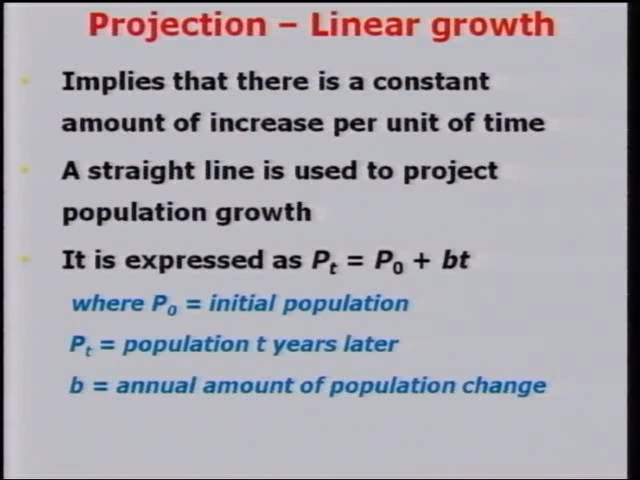 Projection – Linear growth
Implies that there is a constant
amount of increase per unit of time
A straight line is used to project
population growth
It is expressed as Pt = P0 + bt
where P0 = initial population
Pt = population t years later
b = annual amount of population change